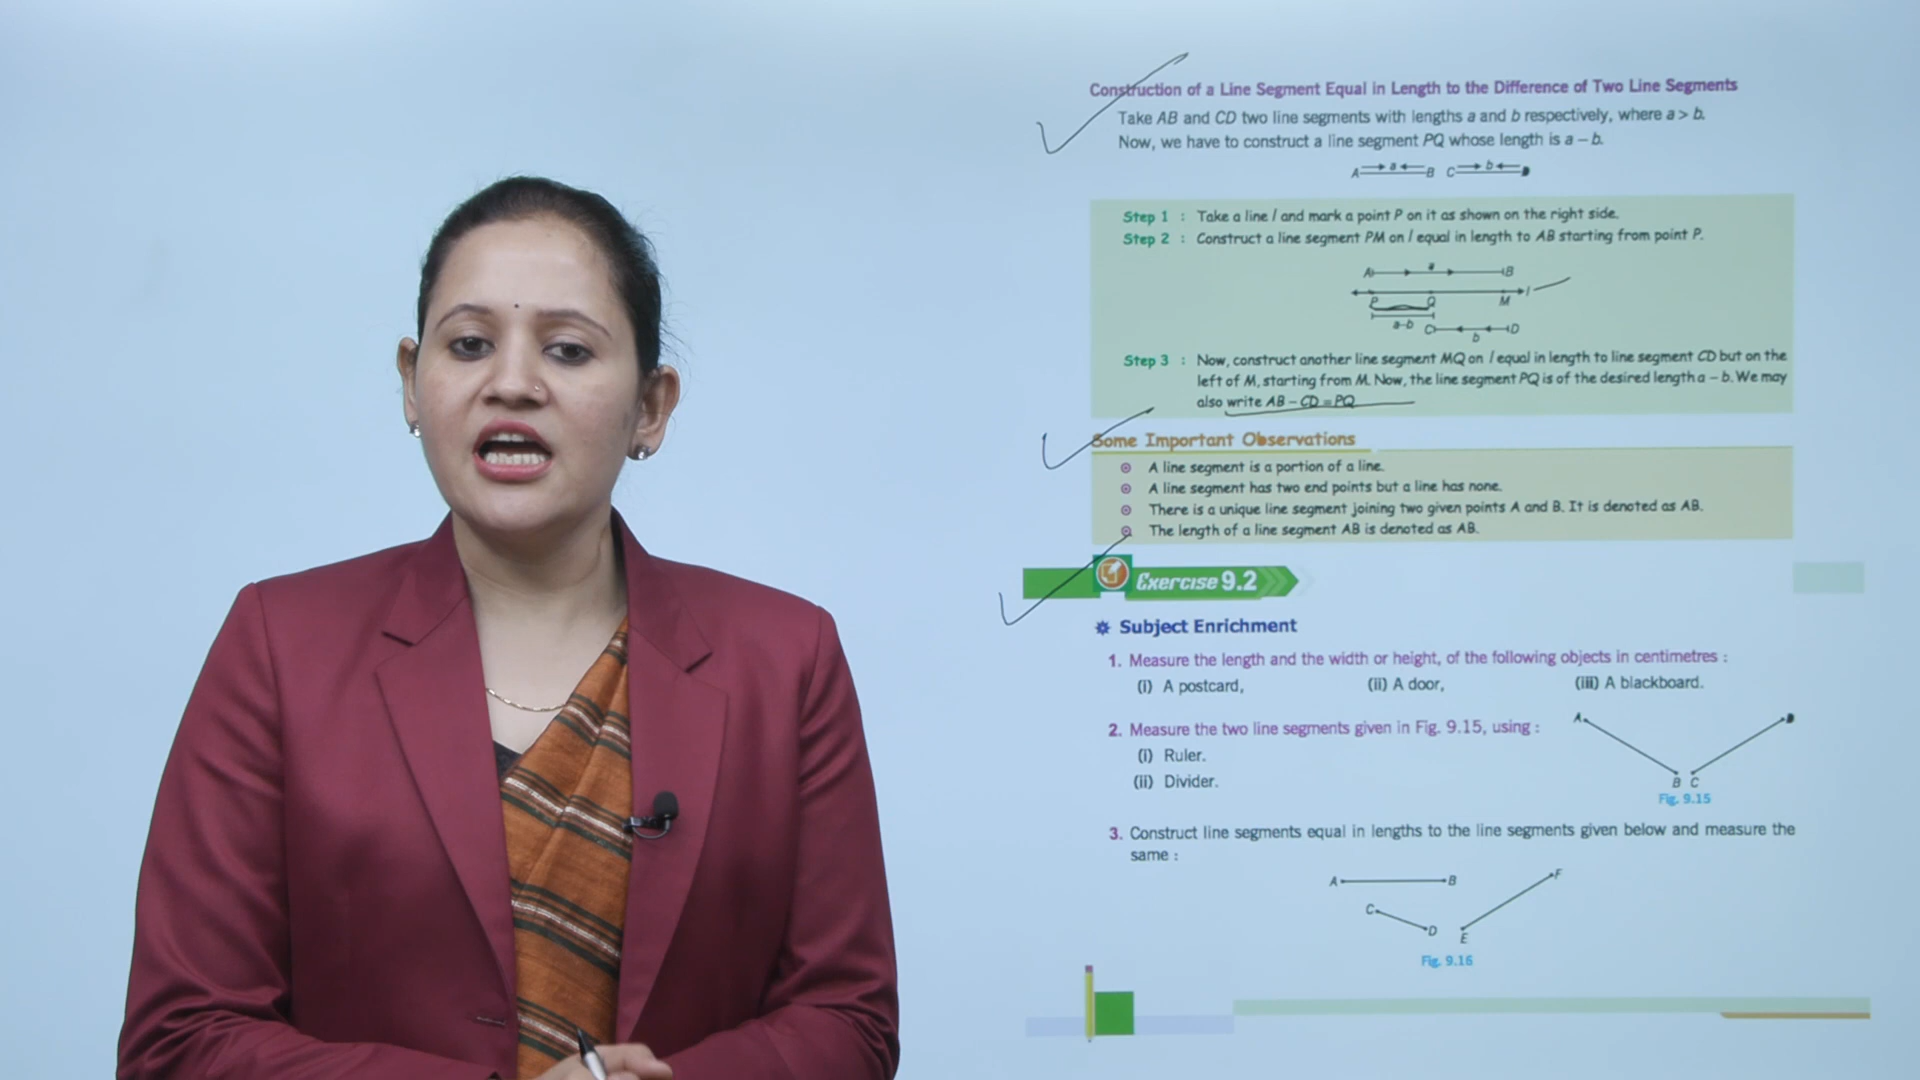 Construction of a Line Segment Equal in Length to the Difference of Two Line Segments
Take AB and CD two line segments with lengths a and b respectively, where a > b.
Now, we have to construct a line segment PQ whose length is a – b.
A a B C b D
Step 1 : Take a line l and mark a point P on it as shown on the right side.
Step 2 : Construct a line segment PM on l equal in length to AB starting from point P.
A a B
P Q M l
a-b C b D
Step 3 : Now, construct another line segment MQ on l equal in length to line segment CD but on the
left of M, starting from M. Now, the line segment PQ is of the desired length a – b. We may
also write AB – CD = PQ
Some Important Observations
A line segment is a portion of a line.
A line segment has two end points but a line has none.
There is a unique line segment joining two given points A and B. It is denoted as AB.
The length of a line segment AB is denoted as AB.
Exercise 9.2
Subject Enrichment
1. Measure the length and the width or height, of the following objects in centimetres :
(i) A postcard, (ii) A door, (iii) A blackboard.
2. Measure the two line segments given in Fig. 9.15, using :
(i) Ruler.
(ii) Divider.
A D
B C
Fig. 9.15
3. Construct line segments equal in lengths to the line segments given below and measure the
same :
A B F
C D E
Fig. 9.16